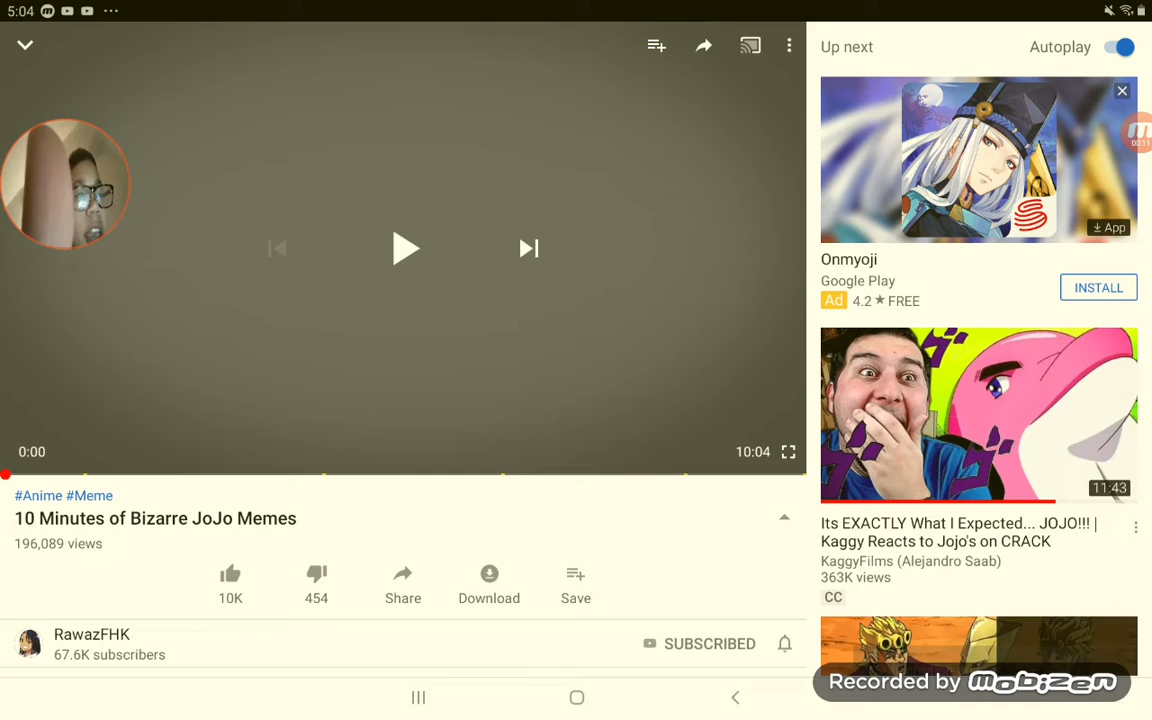 5:04
Up next
Autoplay
00:11
App
Onmyoji
Google Play
INSTALL
Ad 4.2 ★ FREE
0:00
10:04
11:43
#Anime #Meme
10 Minutes of Bizarre JoJo Memes
196,089 views
10K
454
Share
Download
Save
Its EXACTLY What I Expected... JOJO!!! |
Kaggy Reacts to Jojo's on CRACK
KaggyFilms (Alejandro Saab)
363K views
CC
RawazFHK
67.6K subscribers
SUBSCRIBED
Recorded by mobizen